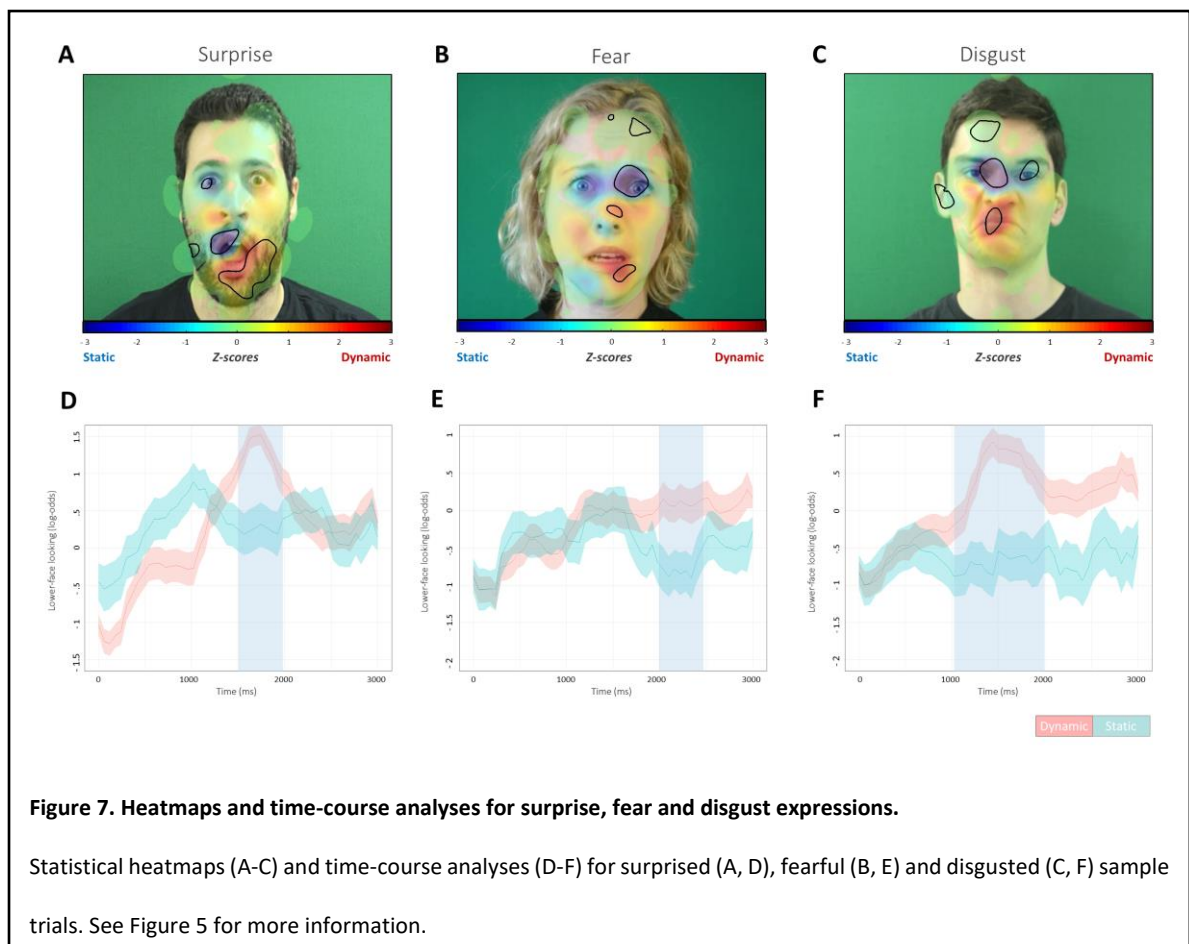 A Surprise B Fear C Disgust
- 3 -2 -1 0 1 2 3 - 3 -2 -1 0 1 2 3 - 3 -2 -1 0 1 2 3
Static Z-scores Dynamic Static Z-scores Dynamic Static Z-scores Dynamic
D
Lower-face looking (log-odds)
1.5
1
.5
0
- .5
- 1
- 1.5
0 1000 2000 3000
Time (ms)
E
Lower-face looking (log-odds)
1
.5
0
- .5
- 1
- 1.5
- 2
0 1000 2000 3000
Time (ms)
F
Lower-face looking (log-odds)
1
.5
0
- .5
- 1
- 1.5
- 2
0 1000 2000 3000
Time (ms)
Dynamic Static
Figure 7. Heatmaps and time-course analyses for surprise, fear and disgust expressions.
Statistical heatmaps (A-C) and time-course analyses (D-F) for surprised (A, D), fearful (B, E) and disgusted (C, F) sample
trials. See Figure 5 for more information.